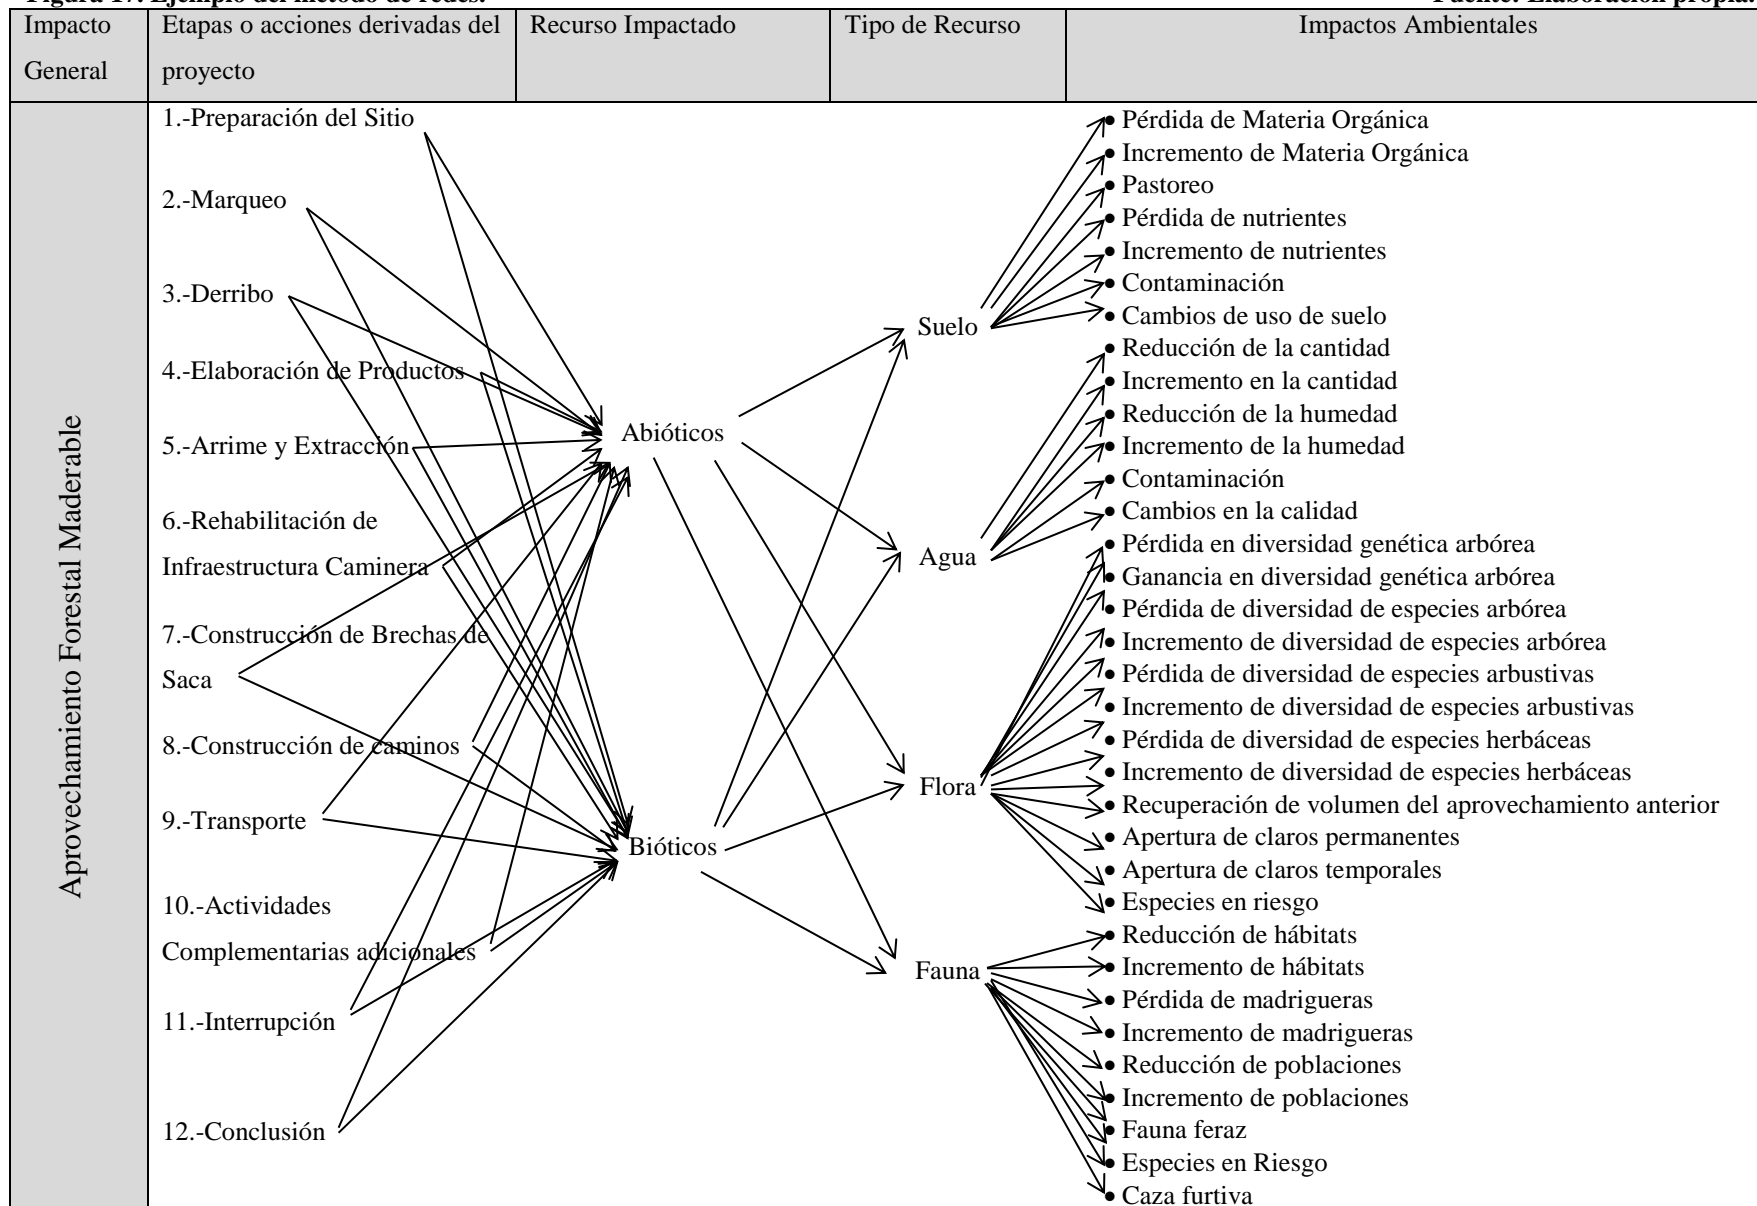 Figura 17. Ejemplo del método de redes. Fuente: Elaboración propia.
Impacto General
Etapas o acciones derivadas del proyecto
Recurso Impactado
Tipo de Recurso
Impactos Ambientales
Aprovechamiento Forestal Maderable
1.-Preparación del Sitio
2.-Marqueo
3.-Derribo
4.-Elaboración de Productos
5.-Arrime y Extracción
6.-Rehabilitación de
Infraestructura Caminera
7.-Construcción de Brechas de
Saca
8.-Construcción de caminos
9.-Transporte
10.-Actividades
Complementarias adicionales
11.-Interrupción
12.-Conclusión
Abióticos
Bióticos
Suelo
Agua
Flora
Fauna
• Pérdida de Materia Orgánica
• Incremento de Materia Orgánica
• Pastoreo
• Pérdida de nutrientes
• Incremento de nutrientes
• Contaminación
• Cambios de uso de suelo
• Reducción de la cantidad
• Incremento en la cantidad
• Reducción de la humedad
• Incremento de la humedad
• Contaminación
• Cambios en la calidad
• Pérdida en diversidad genética arbórea
• Ganancia en diversidad genética arbórea
• Pérdida de diversidad de especies arbórea
• Incremento de diversidad de especies arbórea
• Pérdida de diversidad de especies arbustivas
• Incremento de diversidad de especies arbustivas
• Pérdida de diversidad de especies herbáceas
• Incremento de diversidad de especies herbáceas
• Recuperación de volumen del aprovechamiento anterior
• Apertura de claros permanentes
• Apertura de claros temporales
• Especies en riesgo
• Reducción de hábitats
• Incremento de hábitats
• Pérdida de madrigueras
• Incremento de madrigueras
• Reducción de poblaciones
• Incremento de poblaciones
• Fauna feraz
• Especies en Riesgo
• Caza furtiva